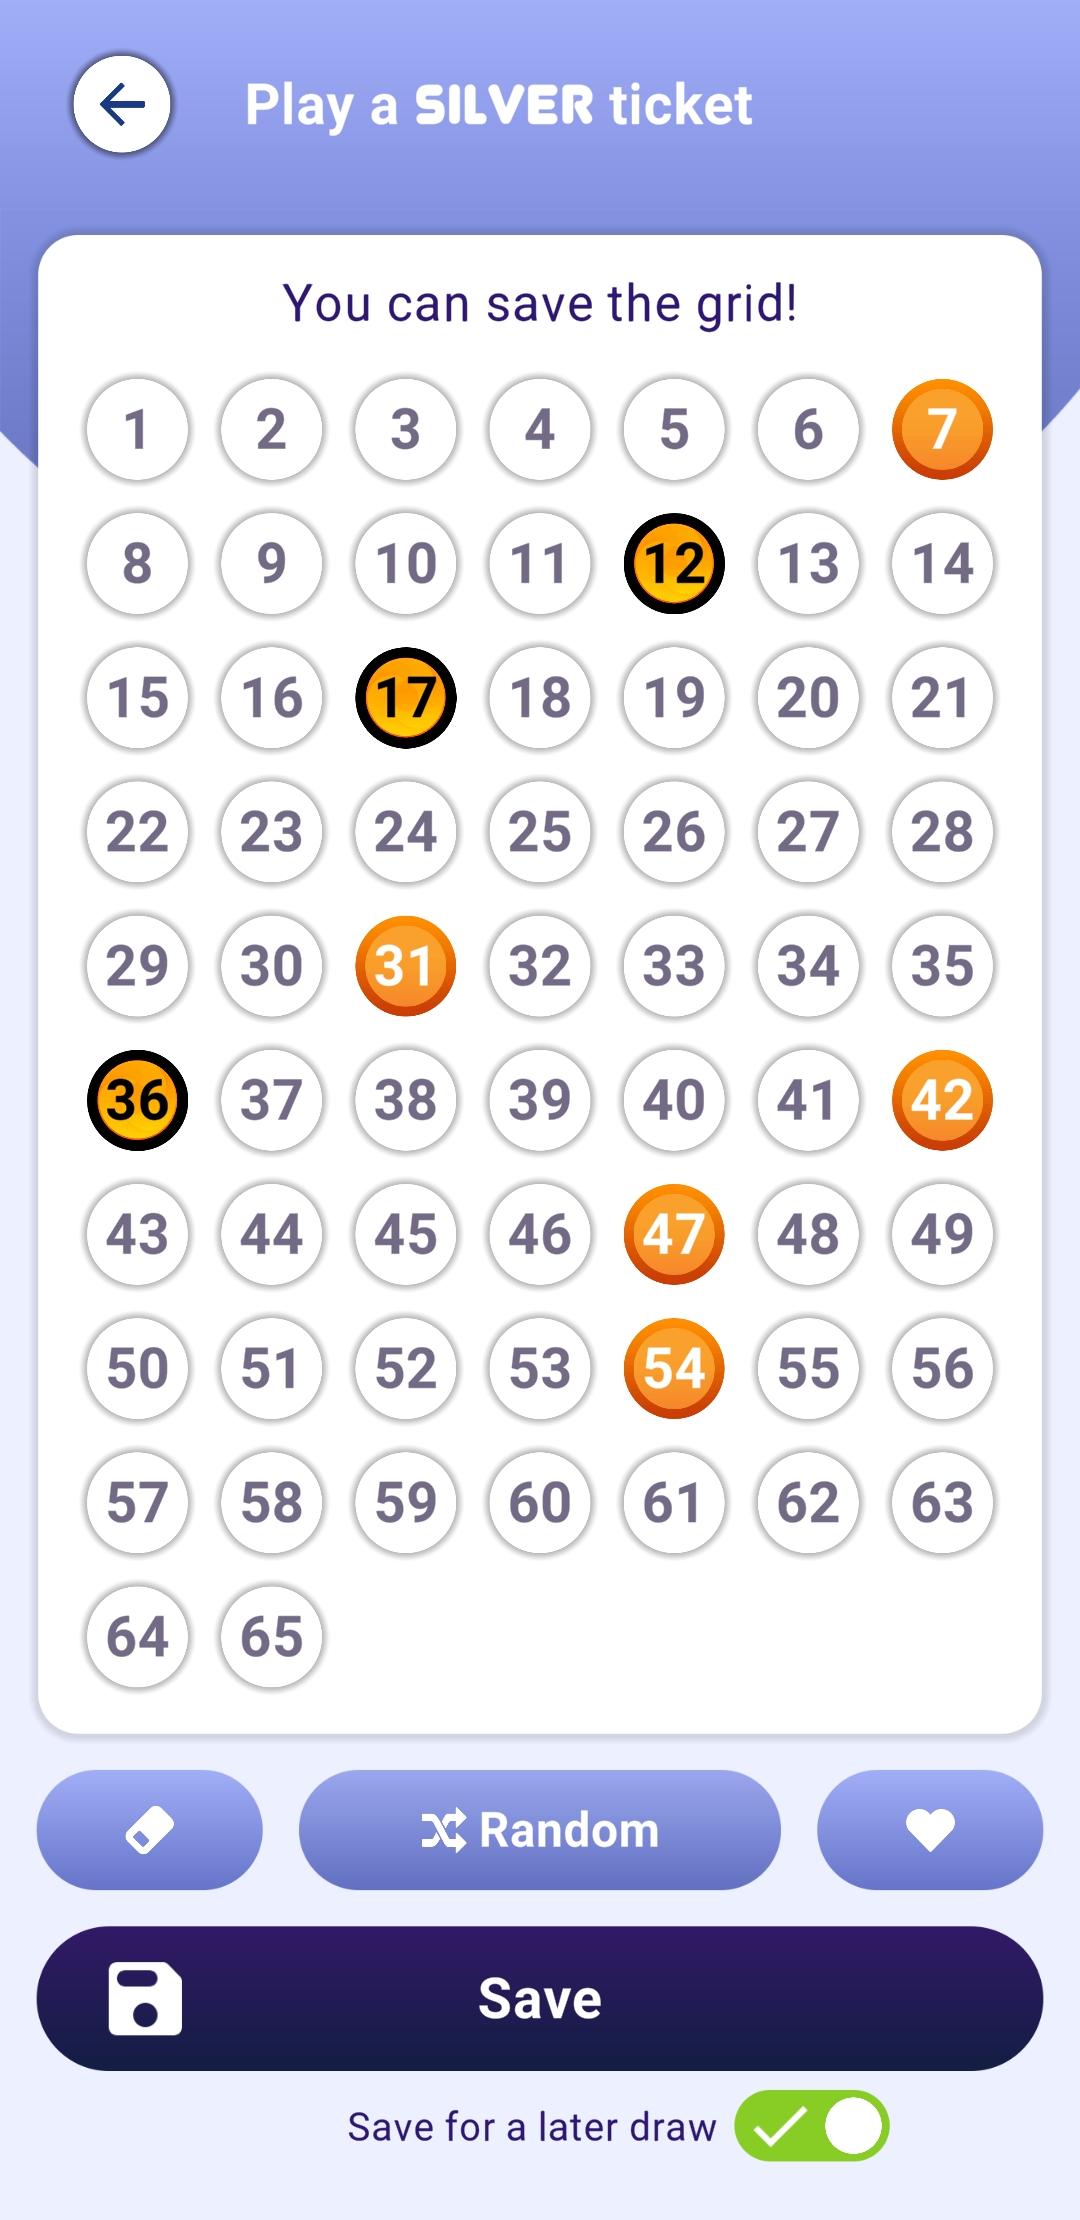 Play a SILVER ticket
You can save the grid!
1 2 3 4 5 6 7
8 9 10 11 12 13 14
15 16 17 18 19 20 21
22 23 24 25 26 27 28
29 30 31 32 33 34 35
36 37 38 39 40 41 42
43 44 45 46 47 48 49
50 51 52 53 54 55 56
57 58 59 60 61 62 63
64 65
Random
Save
Save for a later draw